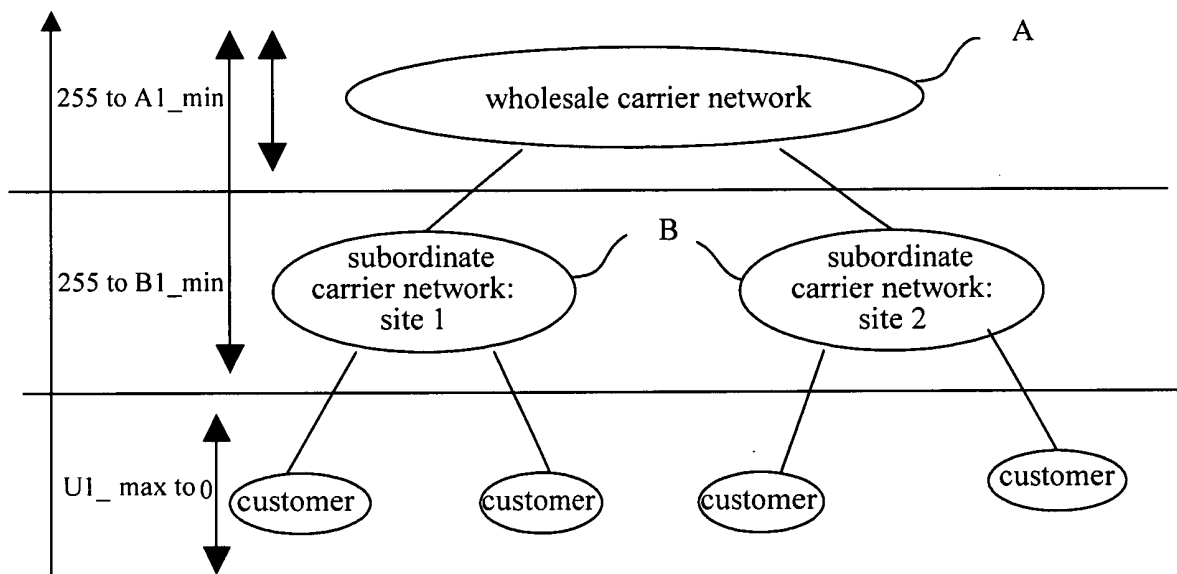 A
255 to A1_min
wholesale carrier network
B
subordinate
carrier network:
site 1
subordinate
carrier network:
site 2
255 to B1_min
U1_ max to 0
customer
customer
customer
customer